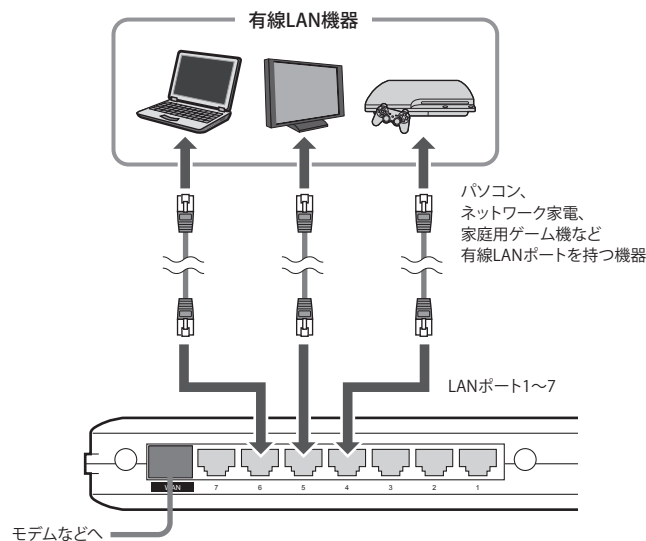 有線LAN機器
パソコン、
ネットワーク家電、
家庭用ゲーム機など
有線LANポートを持つ機器
LANポート1～7
WAN 7 6 5 4 3 2 1
モデムなどへ